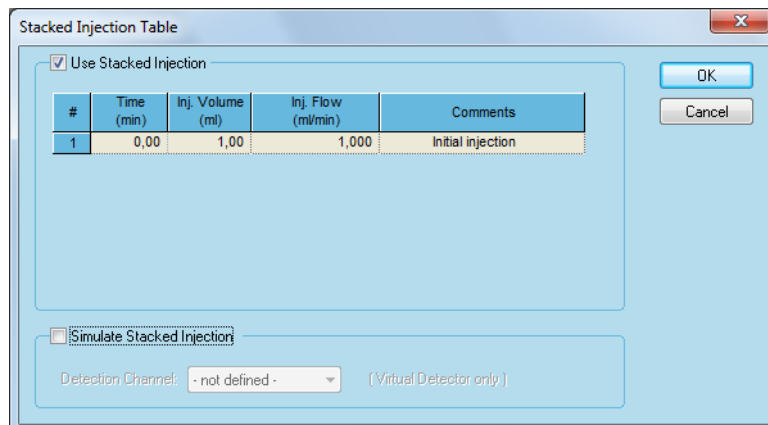 Stacked Injection Table
Use Stacked Injection
OK
Cancel
# Time (min) Inj. Volume (ml) Inj. Flow (ml/min) Comments
1 0,00 1,00 1,000 Initial injection
Simulate Stacked Injection
Detection Channel: - not defined - ( Virtual Detector only )